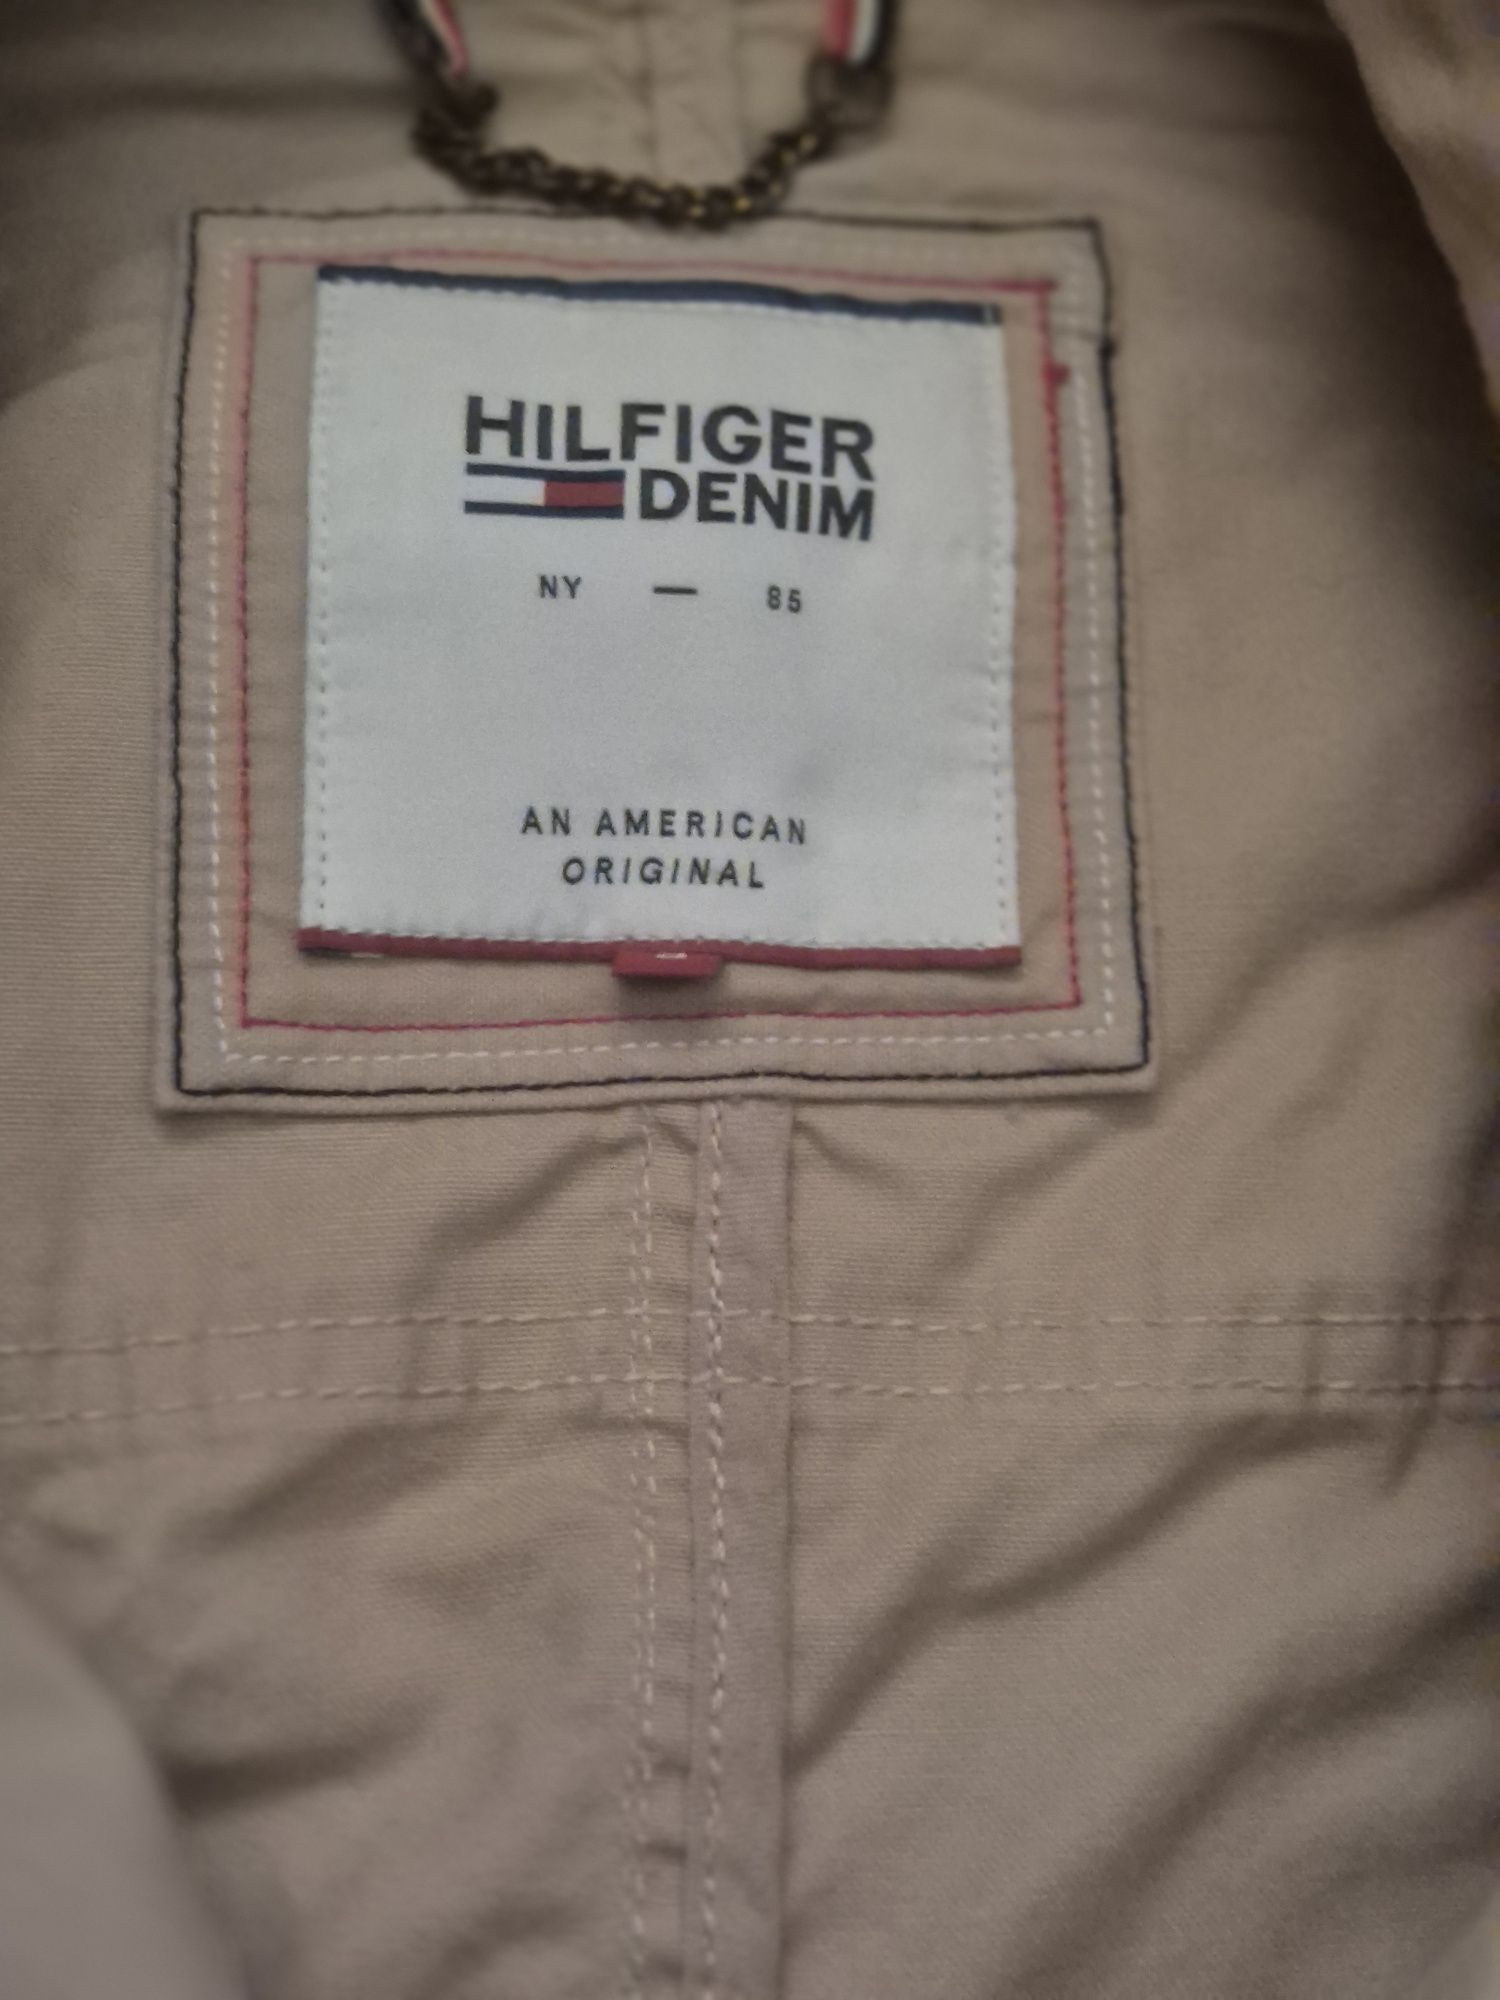 HILFIGER
DENIM
NY — 85
AN AMERICAN
ORIGINAL